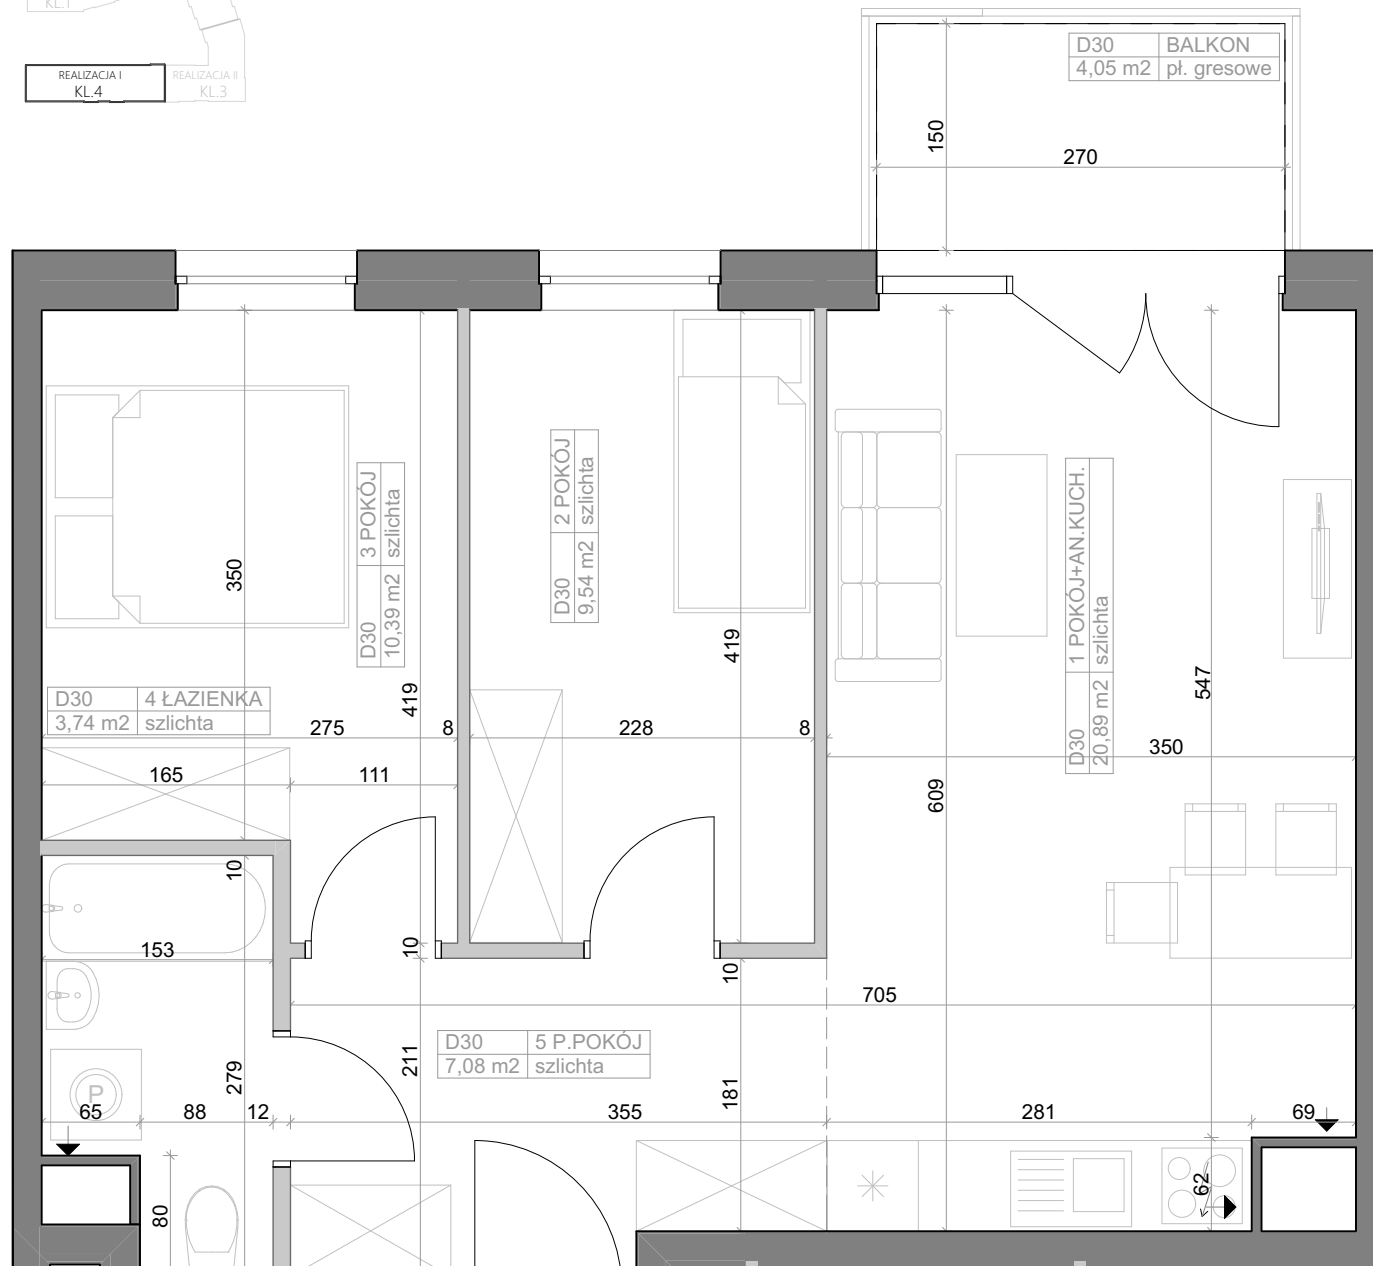 KL.1
REALIZACJA I
KL.4
REALIZACJA II
KL.3
D30 BALKON
4,05 m2 pł. gresowe
150
270
D30 3 POKÓJ
10,39 m2 szlichta
D30 2 POKÓJ
9,54 m2 szlichta
D30 1 POKÓJ+AN.KUCH.
20,89 m2 szlichta
350
419
419
547
609
D30 4 ŁAZIENKA
3,74 m2 szlichta
275
8
228
8
350
165
111
10
153
10
10
705
D30 5 P.POKÓJ
7,08 m2 szlichta
279
211
181
P
65
88
12
355
281
69
62
80